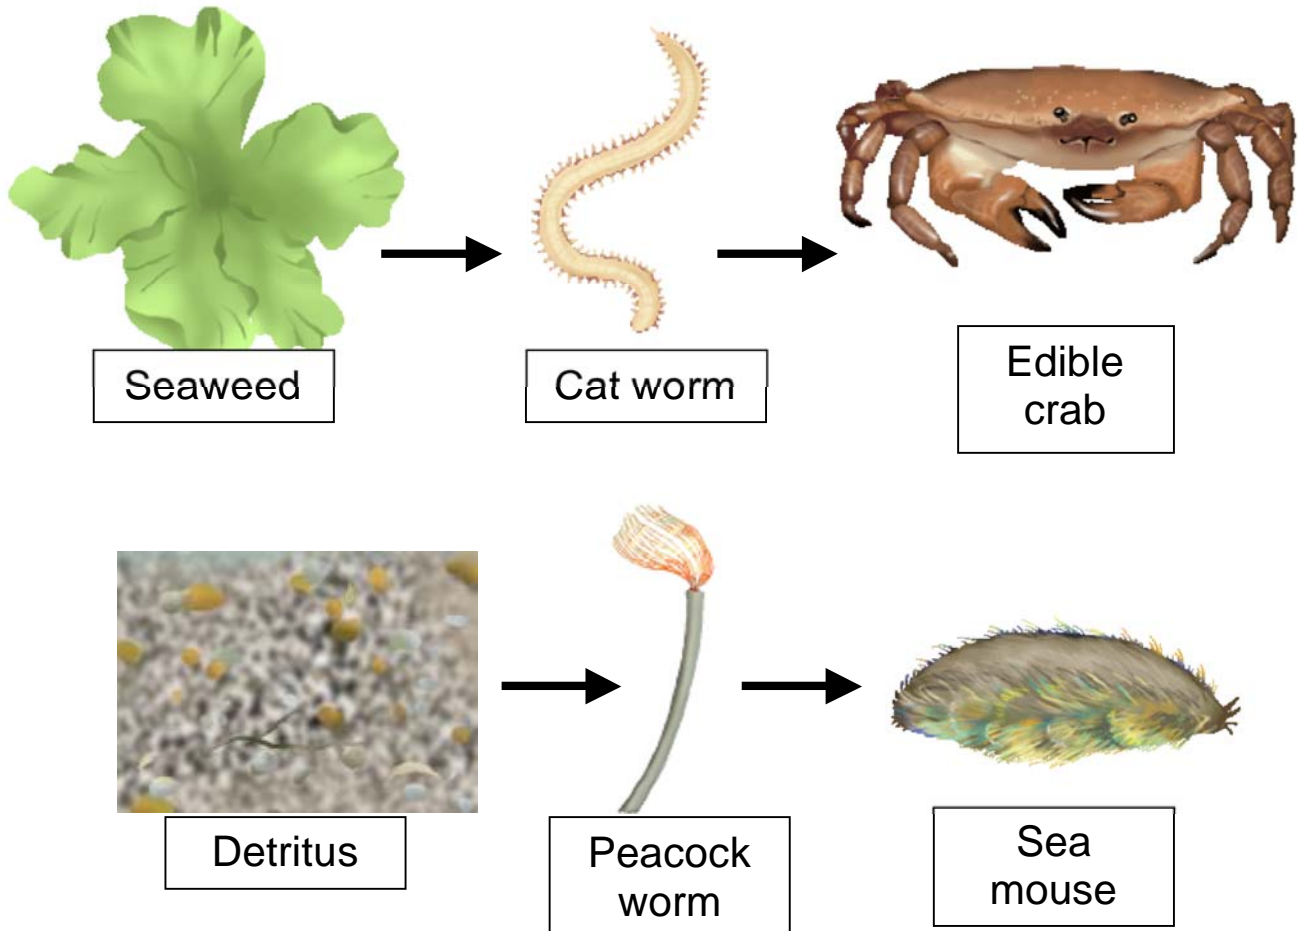 Seaweed
Cat worm
Edible
crab
Detritus
Peacock
worm
Sea
mouse